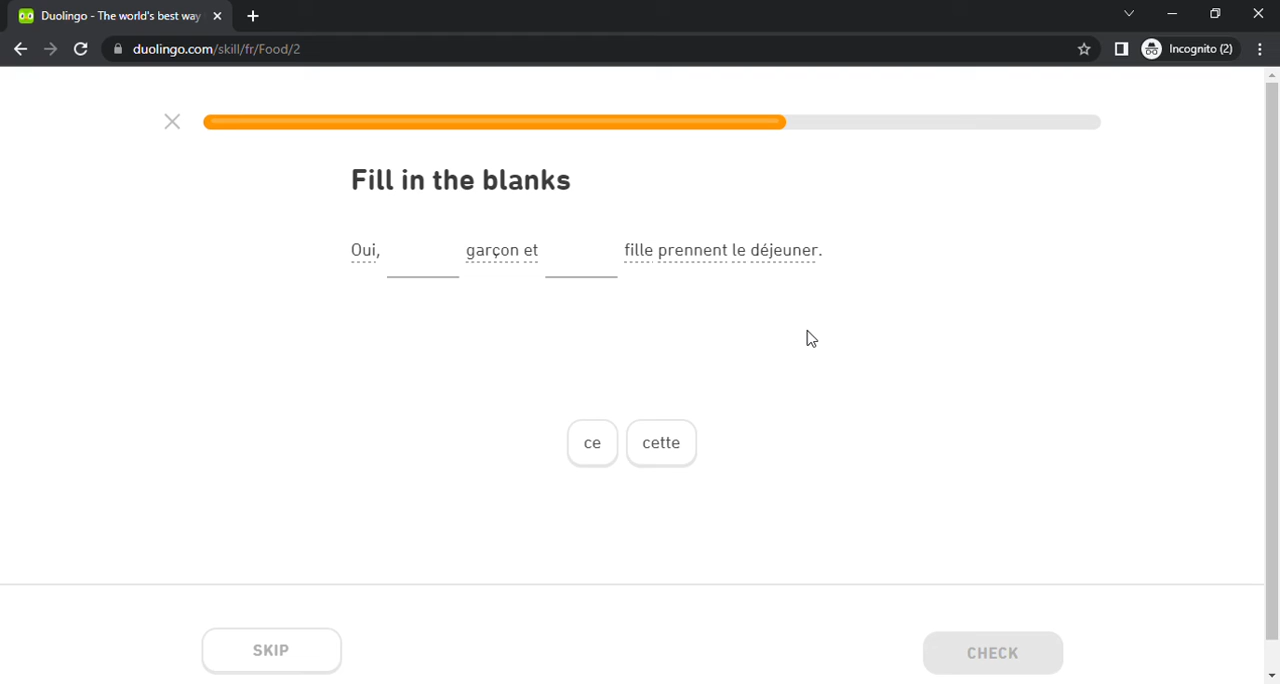 Duolingo - The world's best way
duolingo.com/skill/fr/Food/2
Incognito (2)
Fill in the blanks
Oui, garçon et fille prennent le déjeuner.
ce cette
SKIP CHECK